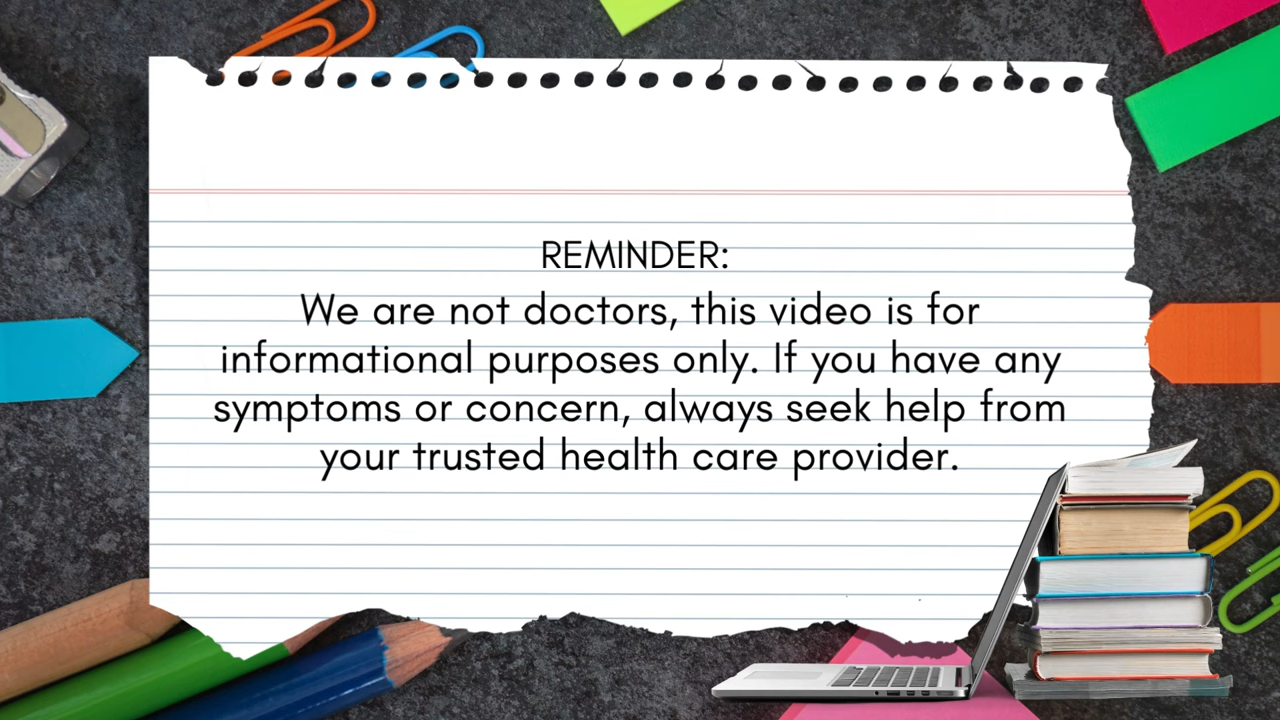 REMINDER:
We are not doctors, this video is for
informational purposes only. If you have any
symptoms or concern, always seek help from
your trusted health care provider.